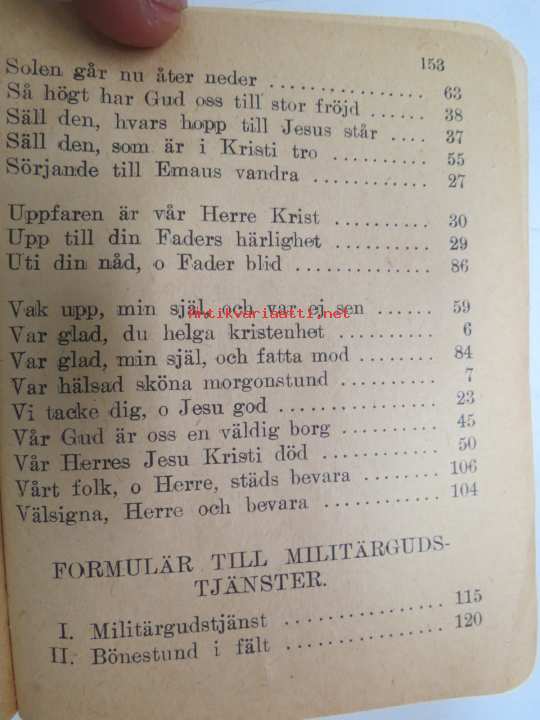 153
Solen går nu åter neder ................ 63
Så högt har Gud oss till stor fröjd ...... 38
Säll den, hvars hopp till Jesus står .... 37
Säll den, som är i Kristi tro .......... 55
Sörjande till Emaus vandra ............ 27
Uppfaren är vår Herre Krist .......... 30
Upp till din Faders härlighet .......... 29
Uti din nåd, o Fader blid .............. 86
Vak upp, min själ, och var ej sen ...... 59
antikvariaatti.net
Var glad, du helga kristenhet .......... 6
Var glad, min själ, och fatta mod ...... 84
Var hälsad sköna morgonstund .......... 7
Vi tacke dig, o Jesu god .............. 23
Vår Gud är oss en väldig borg ........ 45
Vår Herres Jesu Kristi död ............ 50
Vårt folk, o Herre, städs bevara ........ 106
Välsigna, Herre och bevara ............ 104
FORMULÄR TILL MILITÄRGUDS-
TJÄNSTER.
I. Militärgudstjänst ................ 115
II. Bönestund i fält ................ 120